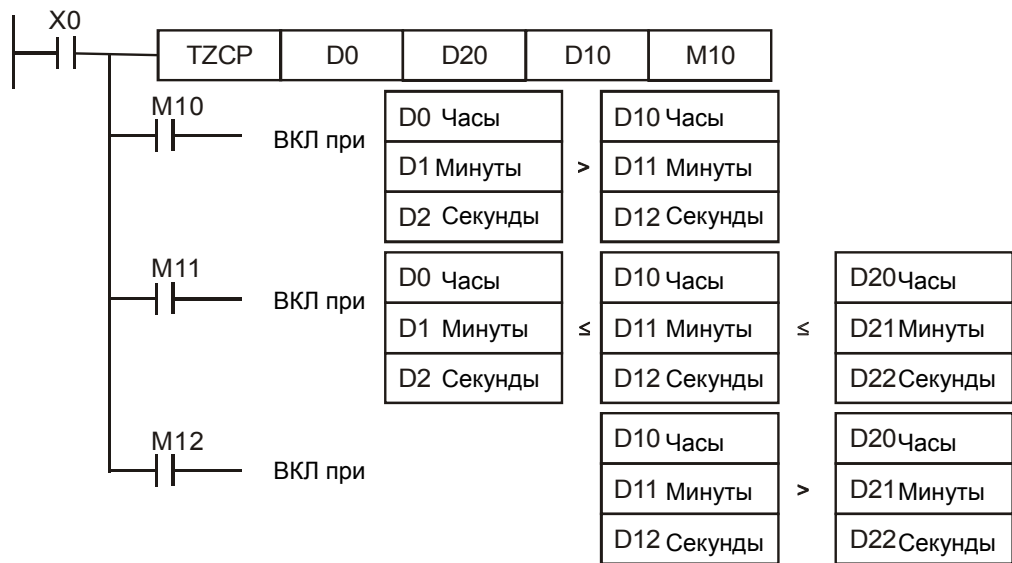 X0
TZCP D0 D20 D10 M10
M10
ВКЛ при
D0 Часы D10 Часы
D1 Минуты > D11 Минуты
D2 Секунды D12 Секунды
M11
ВКЛ при
D0 Часы D10 Часы D20 Часы
D1 Минуты ≤ D11 Минуты ≤ D21 Минуты
D2 Секунды D12 Секунды D22 Секунды
M12
ВКЛ при
D10 Часы D20 Часы
D11 Минуты > D21 Минуты
D12 Секунды D22 Секунды